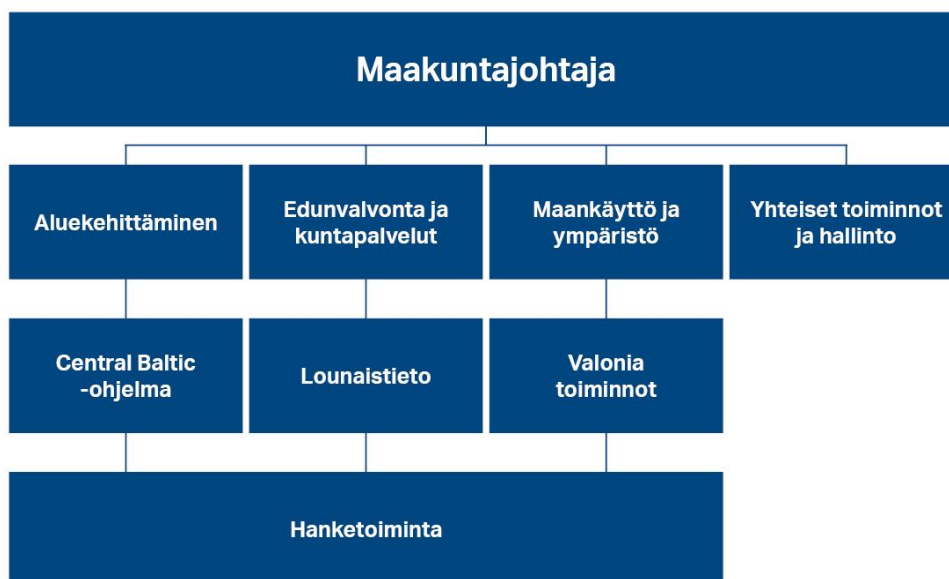 Maakuntajohtaja
Aluekehittäminen
Edunvalvonta ja
kuntapalvelut
Maankäyttö ja
ympäristö
Yhteiset toiminnot
ja hallinto
Central Baltic
-ohjelma
Lounaistieto
Valonia
toiminnot
Hanketoiminta